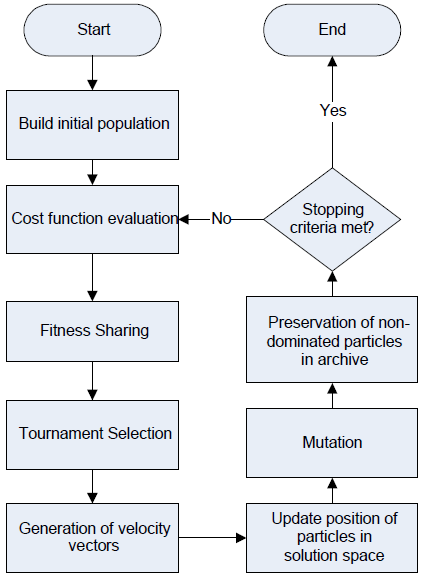 Start
Build initial population
Cost function evaluation
Fitness Sharing
Tournament Selection
Generation of velocity
vectors
Update position of
particles in
solution space
Mutation
Preservation of non-
dominated particles
in archive
Stopping
criteria met?
No
Yes
End